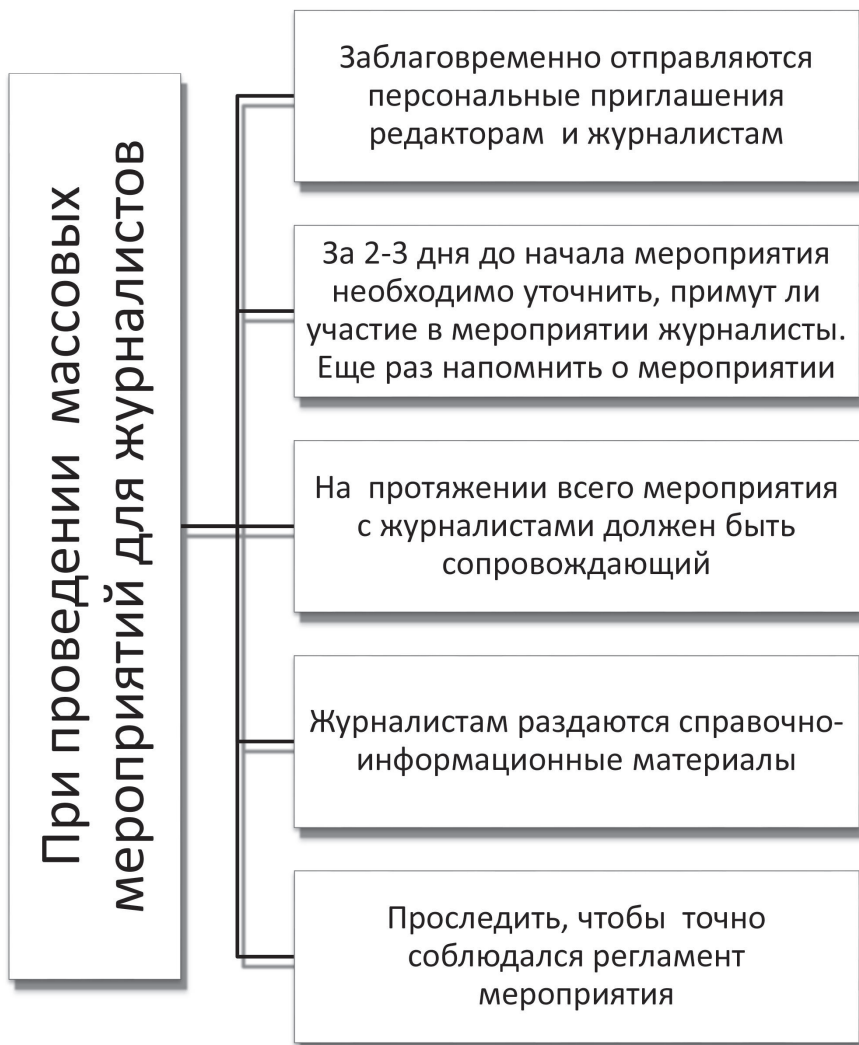 При проведении массовых
мероприятий для журналистов
Заблаговременно отправляются
персональные приглашения
редакторам и журналистам
За 2-3 дня до начала мероприятия
необходимо уточнить, примут ли
участие в мероприятии журналисты.
Еще раз напомнить о мероприятии
На протяжении всего мероприятия
с журналистами должен быть
сопровождающий
Журналистам раздаются справочно-
информационные материалы
Проследить, чтобы точно
соблюдался регламент
мероприятия